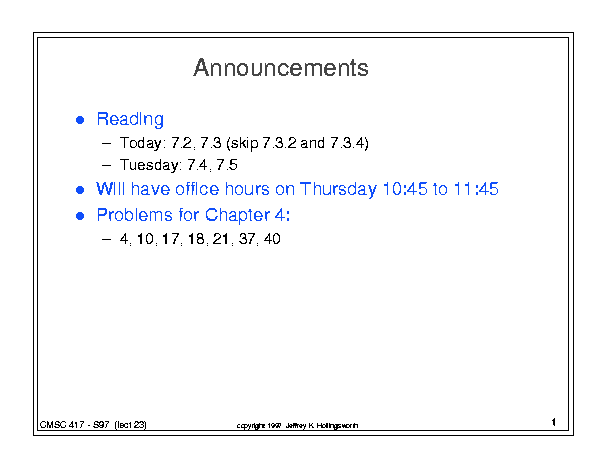 Announcements
● Reading
– Today: 7.2, 7.3 (skip 7.3.2 and 7.3.4)
– Tuesday: 7.4, 7.5
● Will have office hours on Thursday 10:45 to 11:45
● Problems for Chapter 4:
– 4, 10, 17, 18, 21, 37, 40
CMSC 417 - S97 (lect 23)
copyright 1997 Jeffrey K. Hollingsworth
1